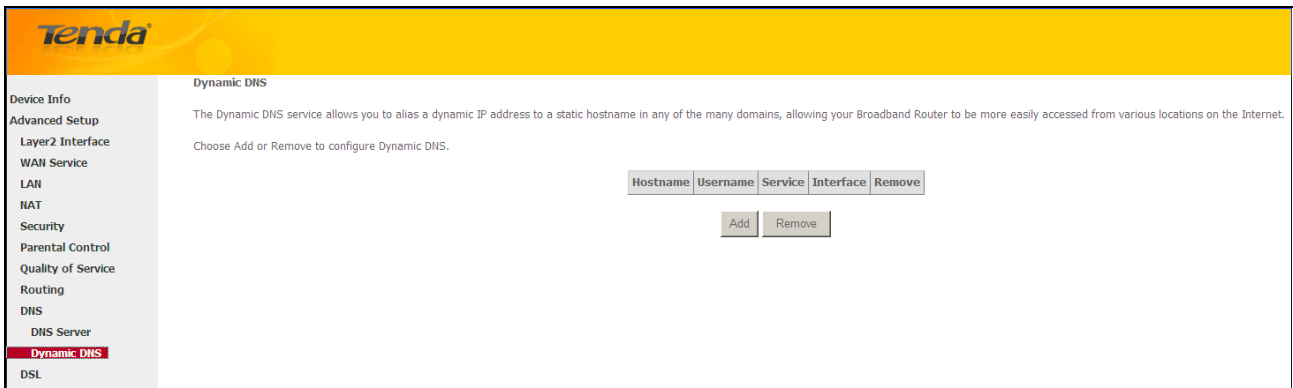 Tenda
Device Info
Advanced Setup
Layer2 Interface
WAN Service
LAN
NAT
Security
Parental Control
Quality of Service
Routing
DNS
DNS Server
Dynamic DNS
DSL
Dynamic DNS
The Dynamic DNS service allows you to alias a dynamic IP address to a static hostname in any of the many domains, allowing your Broadband Router to be more easily accessed from various locations on the Internet.
Choose Add or Remove to configure Dynamic DNS.
Hostname Username Service Interface Remove
Add Remove